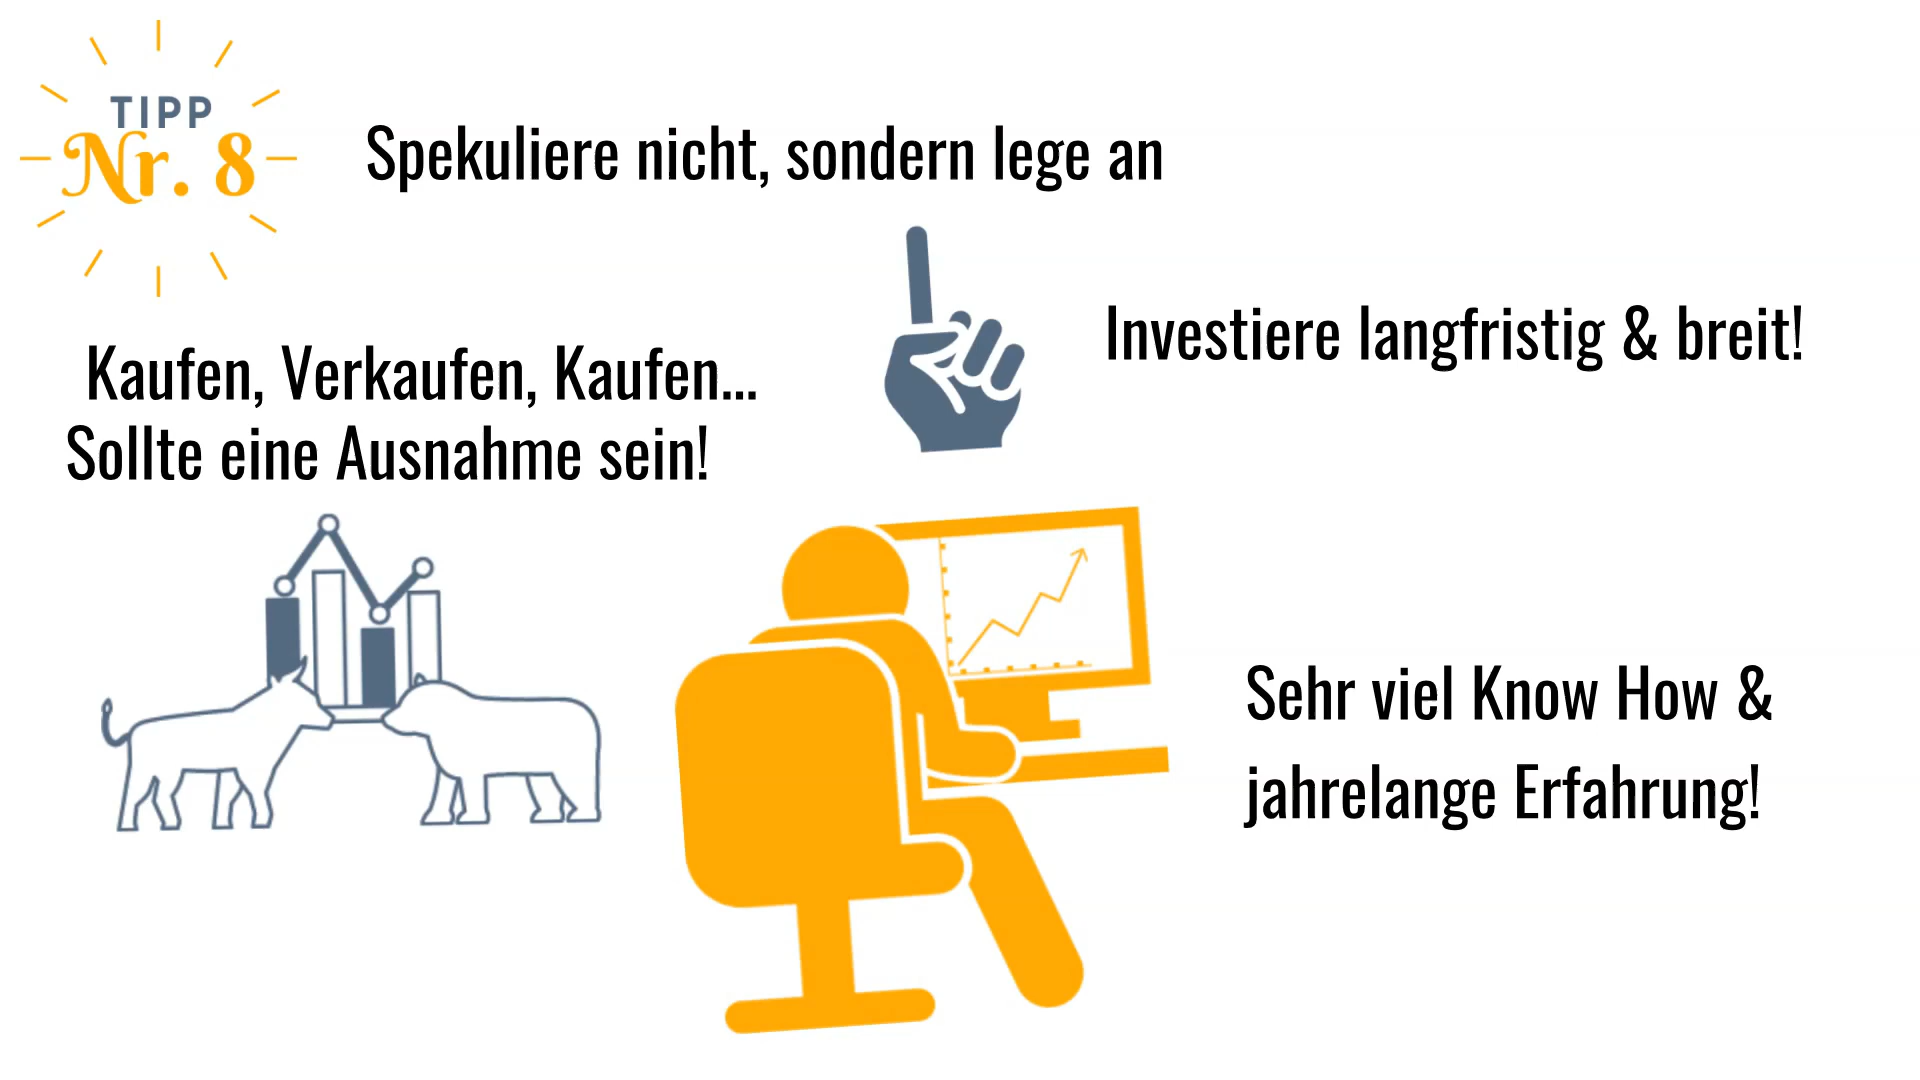 TIPP
Nr. 8
Spekuliere nicht, sondern lege an
Investiere langfristig & breit!
Kaufen, Verkaufen, Kaufen...
Sollte eine Ausnahme sein!
Sehr viel Know How &
jahrelange Erfahrung!